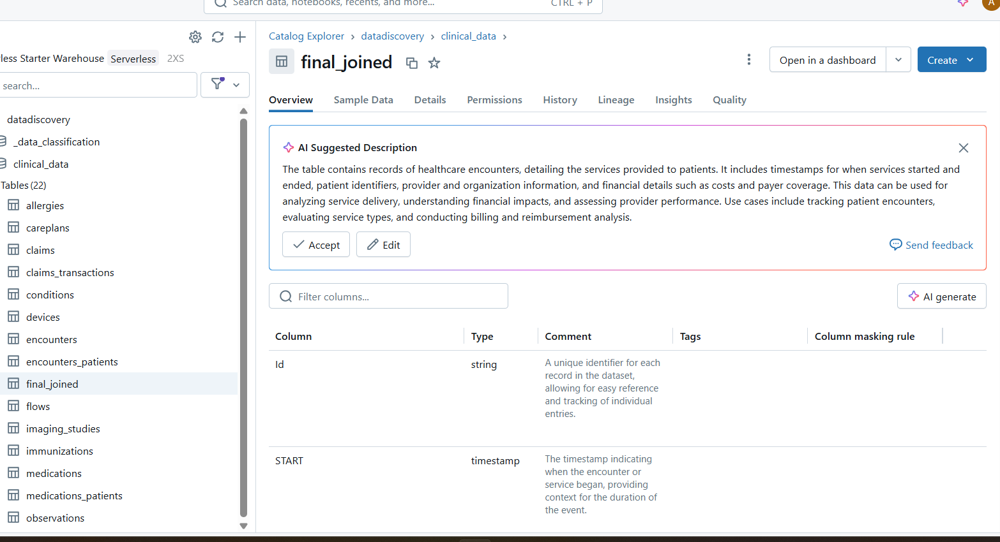 Search data, notebooks, recents, and more...
CTRL + P
A
less Starter Warehouse Serverless 2XS
search...
datadiscovery
_data_classification
clinical_data
Tables (22)
allergies
careplans
claims
claims_transactions
conditions
devices
encounters
encounters_patients
final_joined
flows
imaging_studies
immunizations
medications
medications_patients
observations
Catalog Explorer > datadiscovery > clinical_data >
final_joined
Open in a dashboard
Create
Overview Sample Data Details Permissions History Lineage Insights Quality
AI Suggested Description
The table contains records of healthcare encounters, detailing the services provided to patients. It includes timestamps for when services started and
ended, patient identifiers, provider and organization information, and financial details such as costs and payer coverage. This data can be used for
analyzing service delivery, understanding financial impacts, and assessing provider performance. Use cases include tracking patient encounters,
evaluating service types, and conducting billing and reimbursement analysis.
Accept Edit Send feedback
Filter columns...
AI generate
Column Type Comment Tags Column masking rule
Id string
A unique identifier for each
record in the dataset,
allowing for easy reference
and tracking of individual
entries.
START timestamp
The timestamp indicating
when the encounter or
service began, providing
context for the duration of
the event.